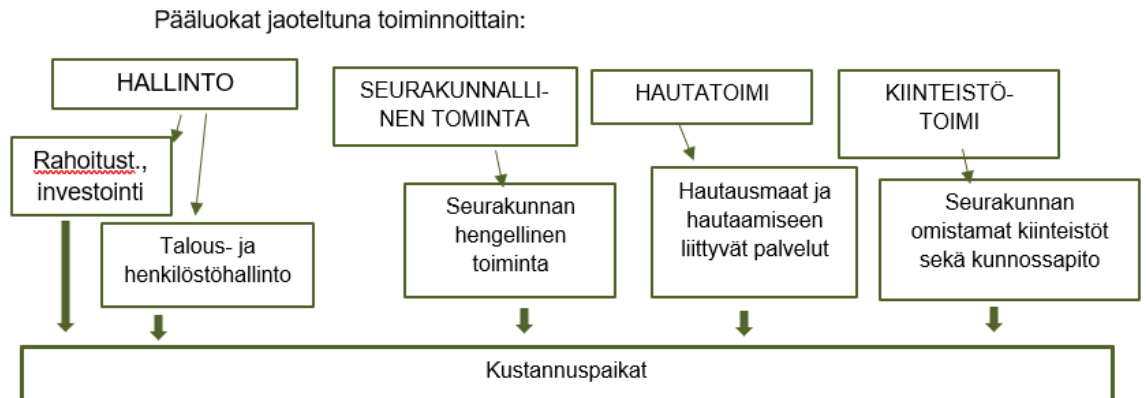 Pääluokat jaoteltuna toiminnoittain:
HALLINTO
SEURAKUNNALLI-
NEN TOMINTA
HAUTATOIMI
KIINTEISTÖ-
TOIMI
Rahoitust.,
investointi
Talous- ja
henkilöstöhallinto
Seurakunnan
hengellinen
toiminta
Hautausmaat ja
hautaamiseen
liittyvät palvelut
Seurakunnan
omistamat kiinteistöt
sekä kunnossapito
Kustannuspaikat